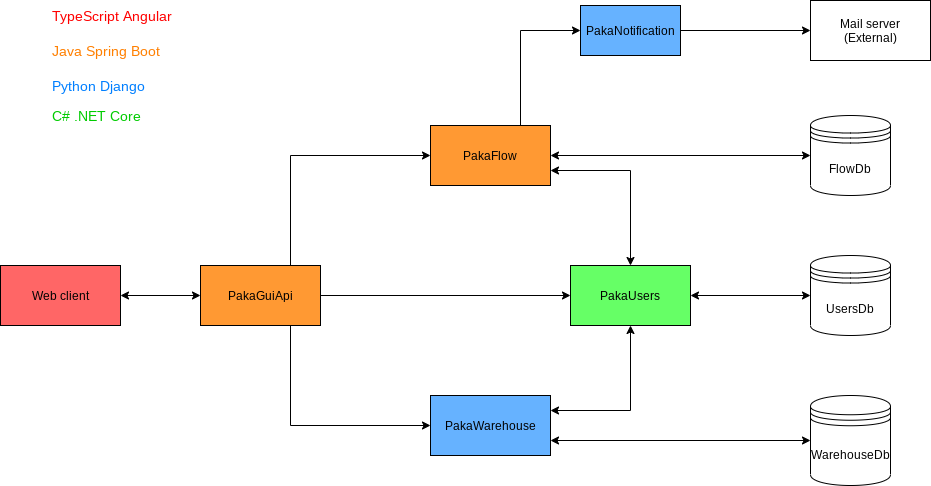 TypeScript Angular
Java Spring Boot
Python Django
C# .NET Core
PakaNotification
Mail server
(External)
PakaFlow
FlowDb
Web client
PakaGuiApi
PakaUsers
UsersDb
PakaWarehouse
WarehouseDb